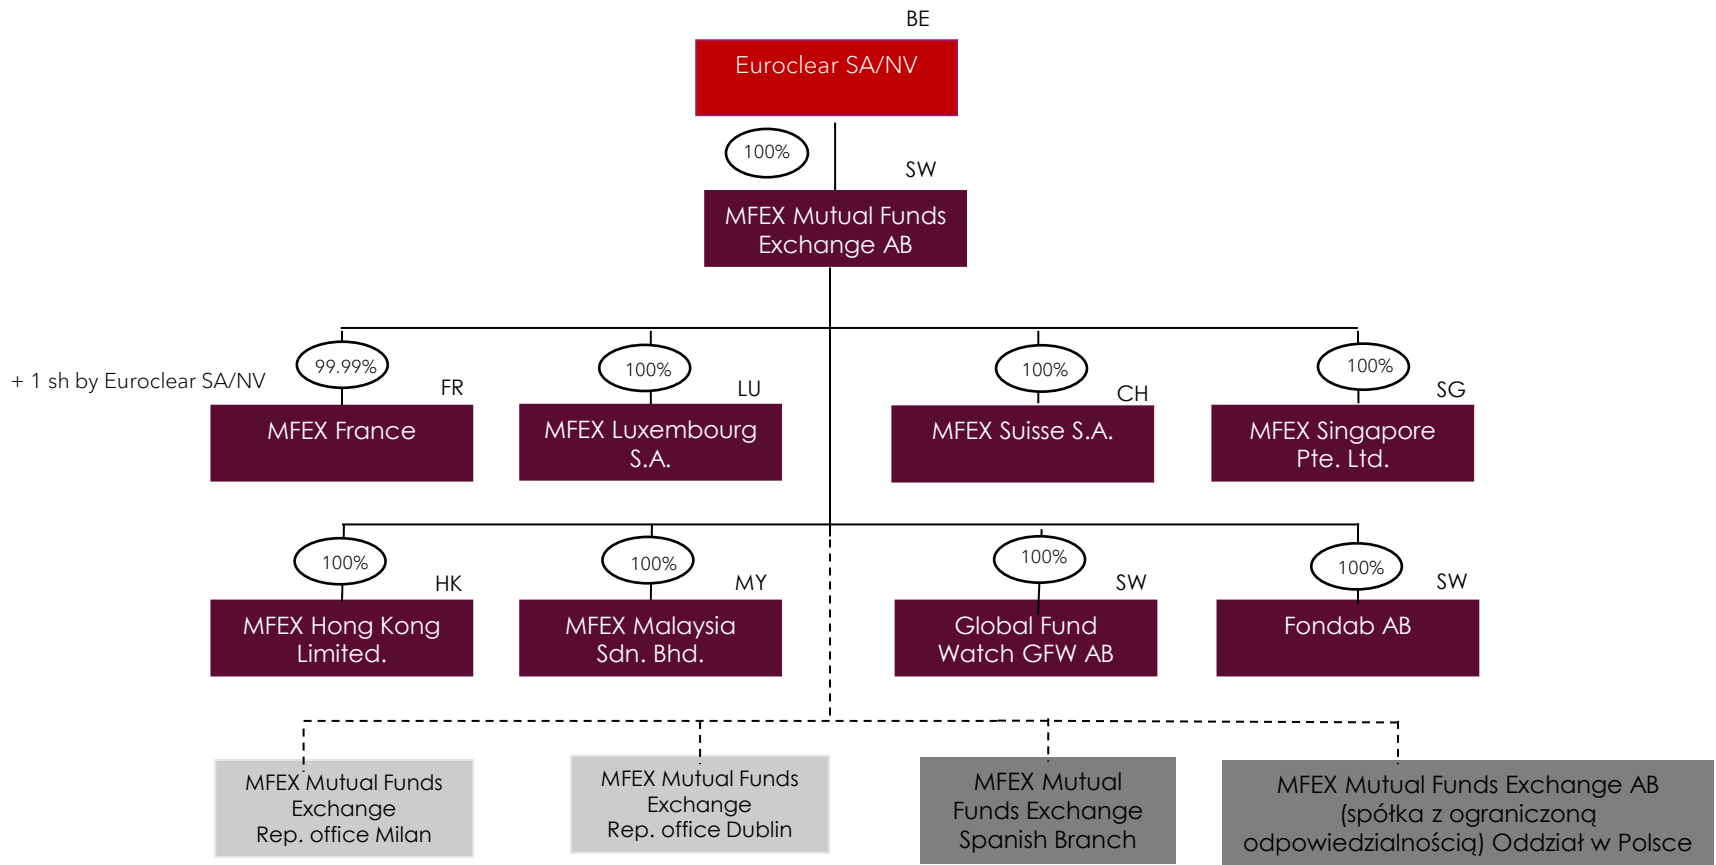 BE
Euroclear SA/NV
100%
SW
MFEX Mutual Funds
Exchange AB
+ 1 sh by Euroclear SA/NV
99.99%
FR
100%
LU
100%
CH
100%
SG
MFEX France
MFEX Luxembourg
S.A.
MFEX Suisse S.A.
MFEX Singapore
Pte. Ltd.
100%
HK
100%
MY
100%
SW
100%
SW
MFEX Hong Kong
Limited.
MFEX Malaysia
Sdn. Bhd.
Global Fund
Watch GFW AB
Fondab AB
MFEX Mutual Funds
Exchange
Rep. office Milan
MFEX Mutual Funds
Exchange
Rep. office Dublin
MFEX Mutual
Funds Exchange
Spanish Branch
MFEX Mutual Funds Exchange AB
(spółka z ograniczoną
odpowiedzialnością) Oddział w Polsce